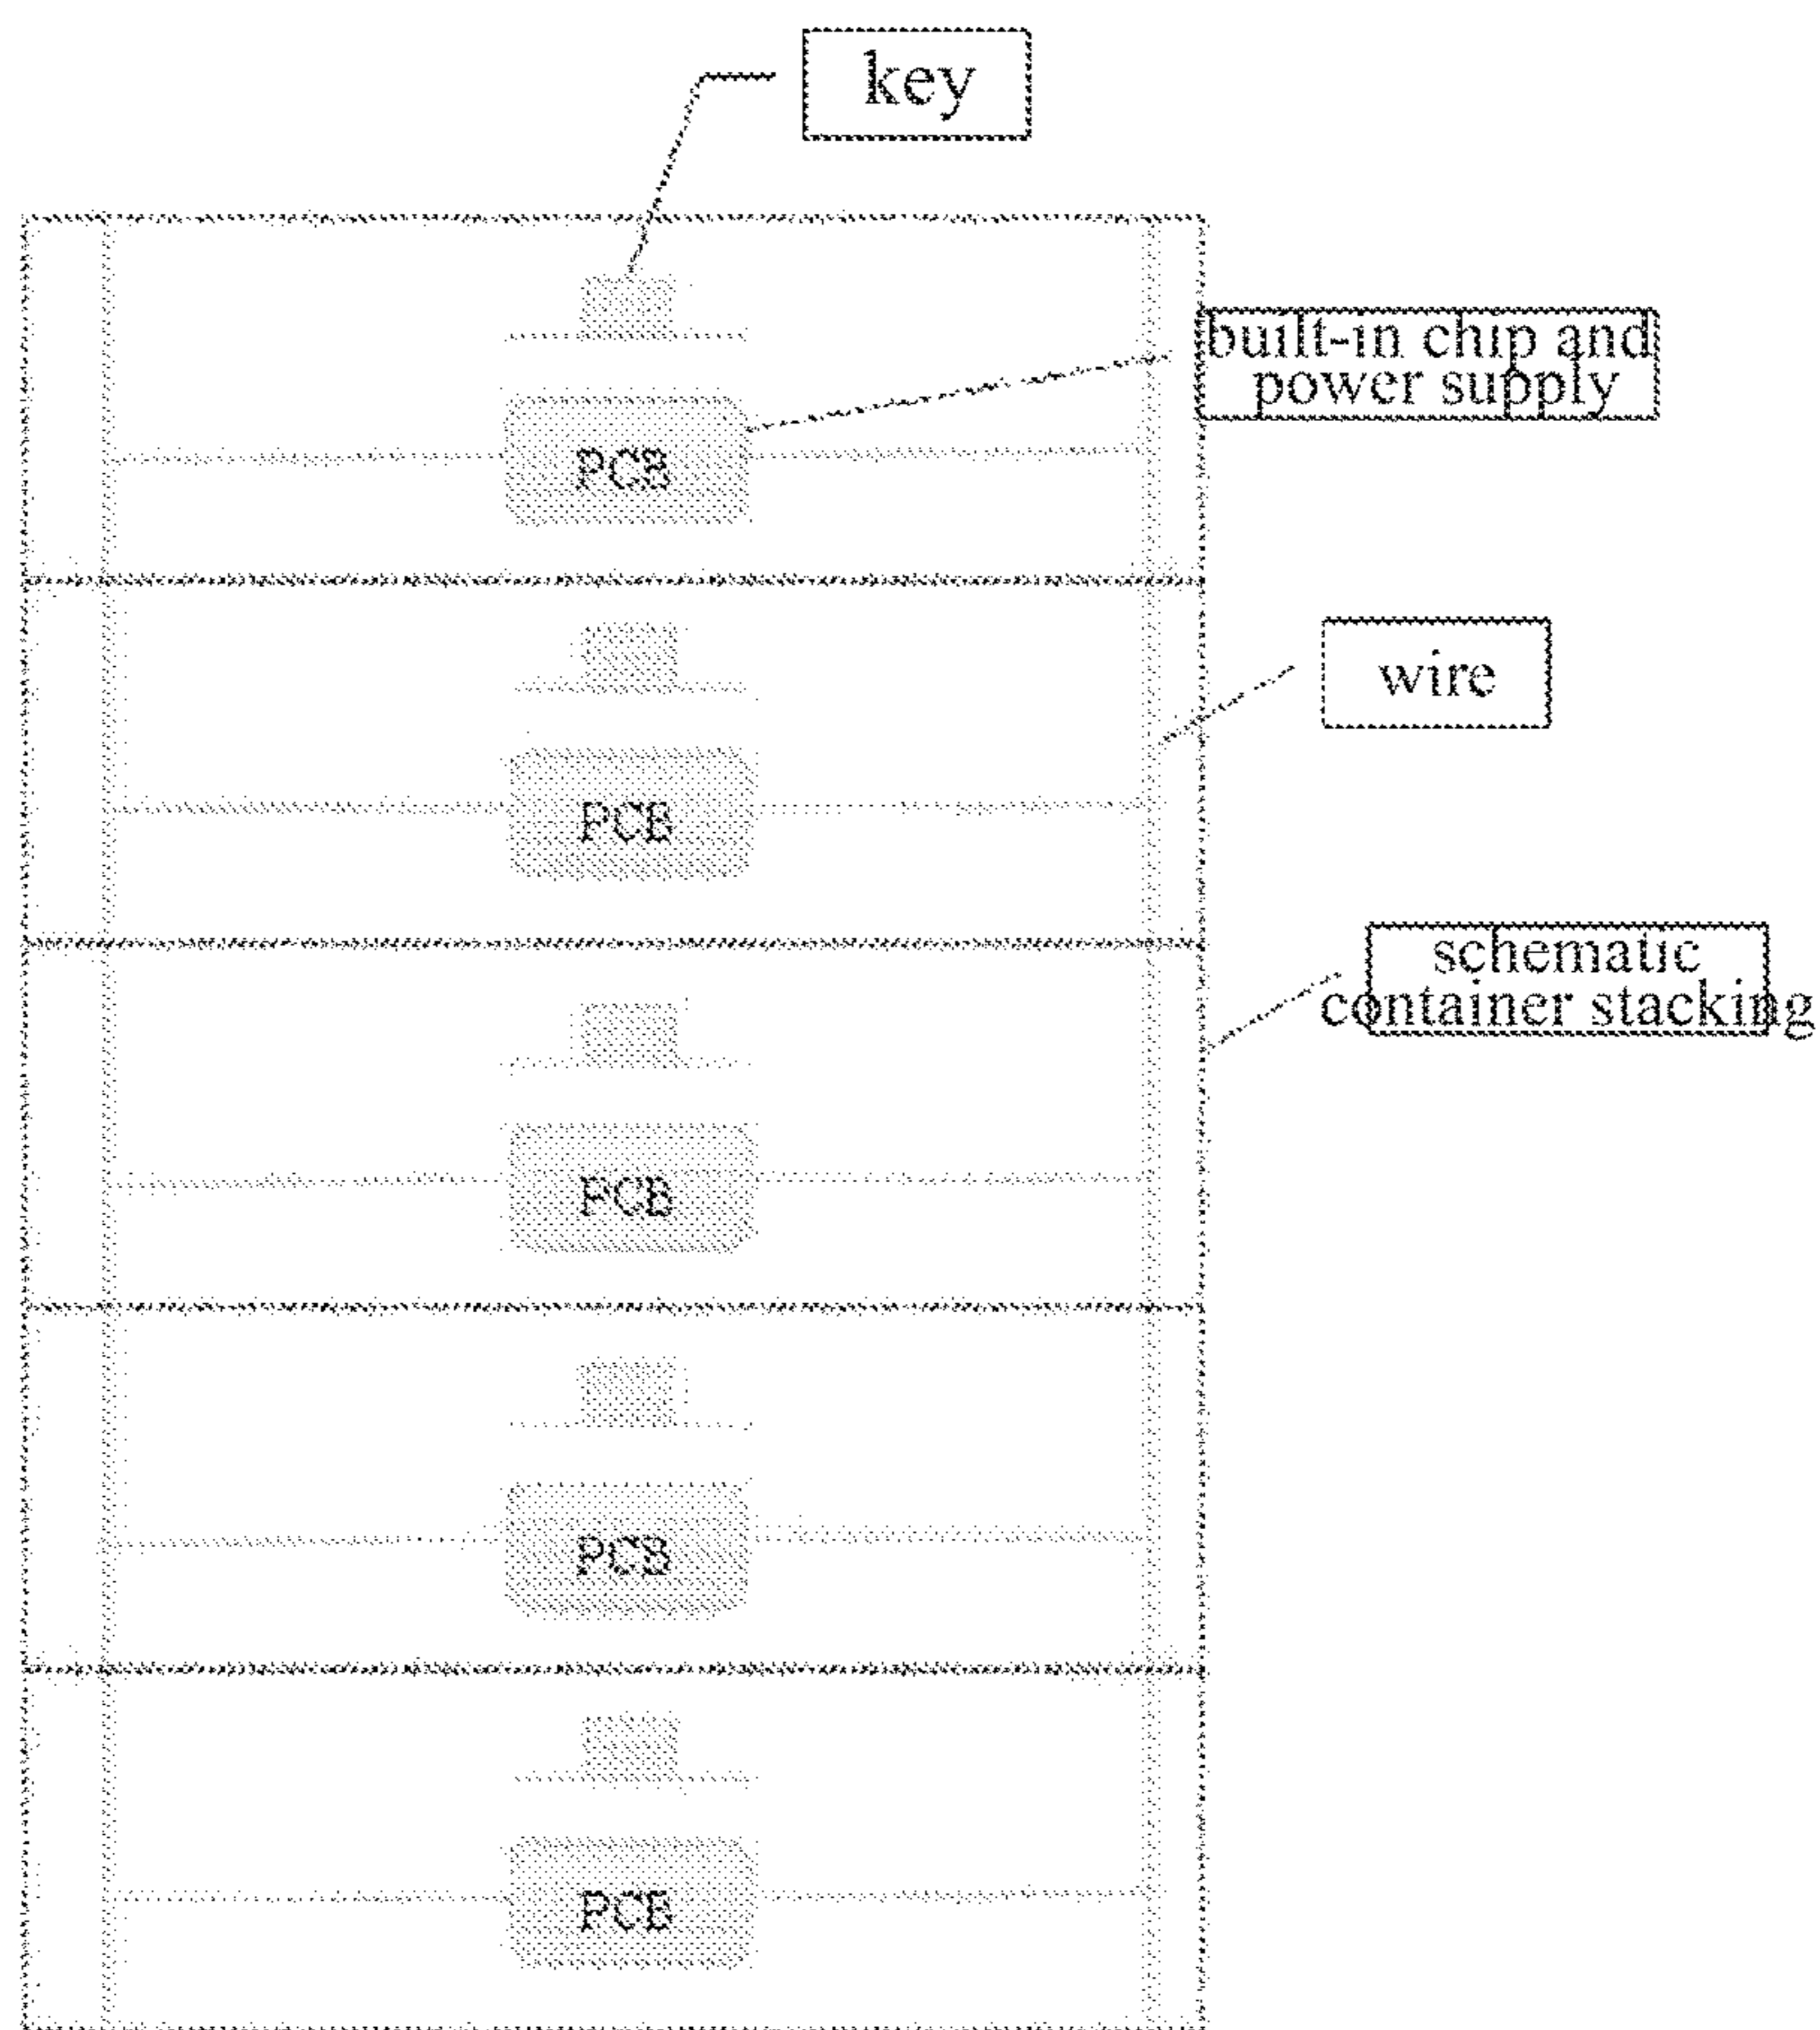 key
built-in chip and
power supply
PCB
wire
PCB
schematic
container stacking
PCB
PCB
PCB